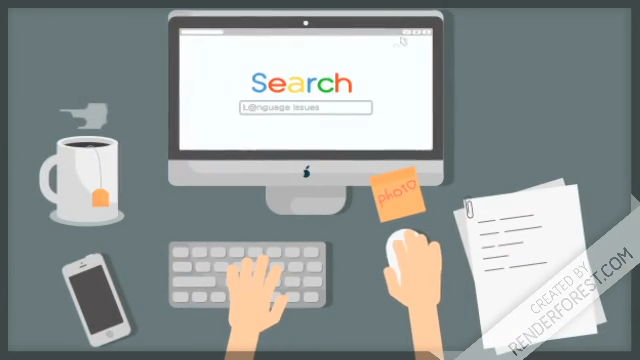 Search
L@nguage issues
photo
CREATED BY
RENDERFOREST.COM